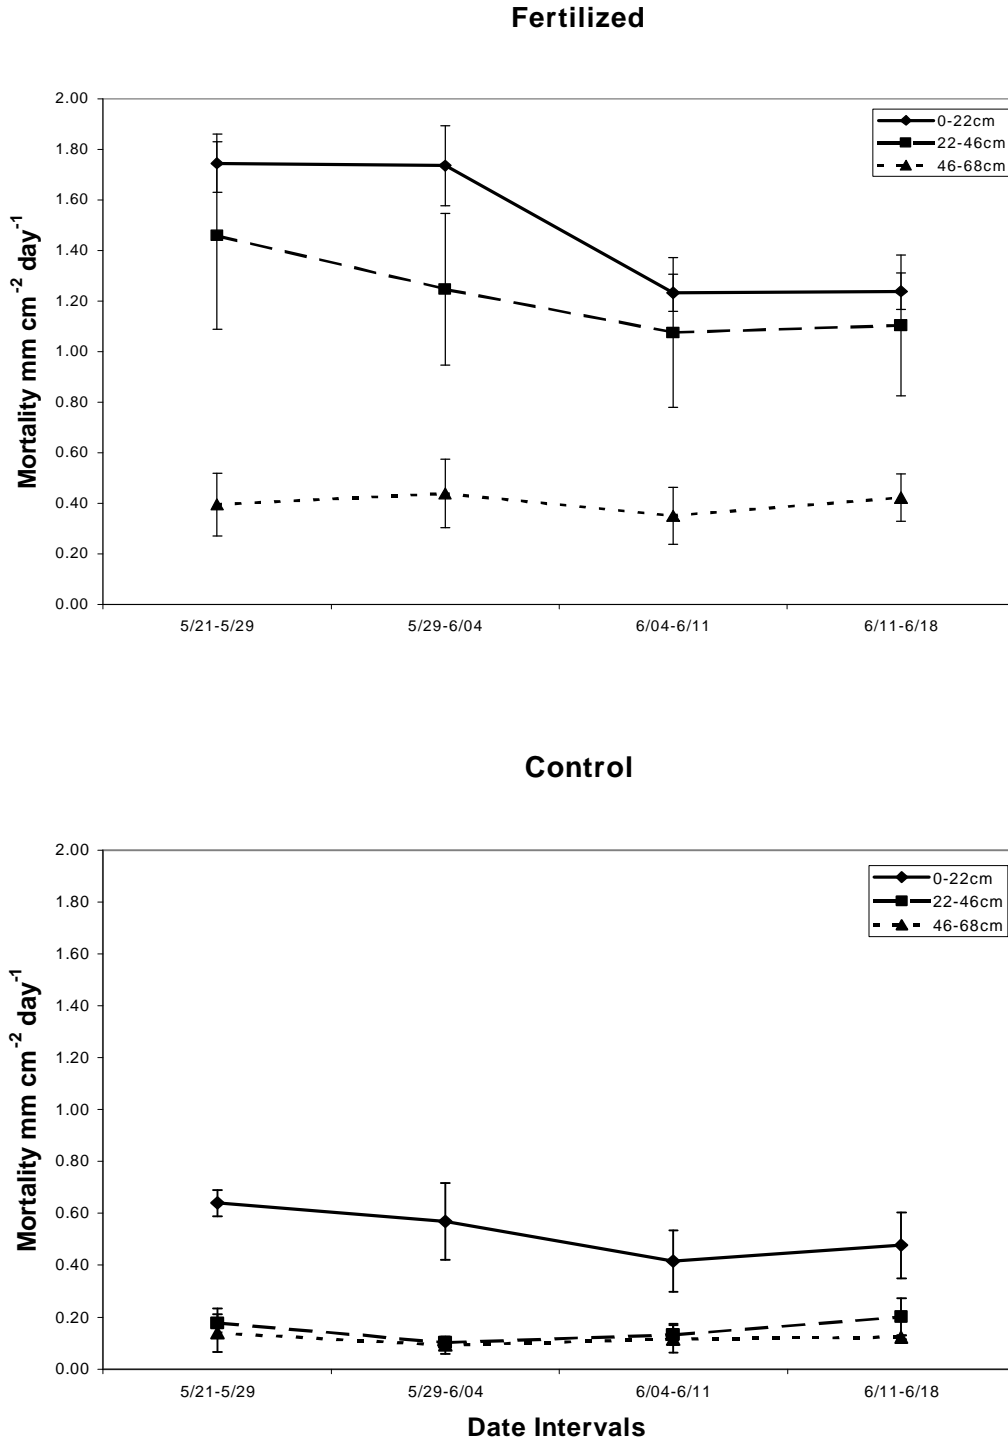 Fertilized
2.00
1.80
1.60
1.40
1.20
1.00
0.80
0.60
0.40
0.20
0.00
Mortality mm cm-2 day-1
0-22cm
22-46cm
46-68cm
5/21-5/29 5/29-6/04 6/04-6/11 6/11-6/18
Control
2.00
1.80
1.60
1.40
1.20
1.00
0.80
0.60
0.40
0.20
0.00
Mortality mm cm-2 day-1
0-22cm
22-46cm
46-68cm
5/21-5/29 5/29-6/04 6/04-6/11 6/11-6/18
Date Intervals